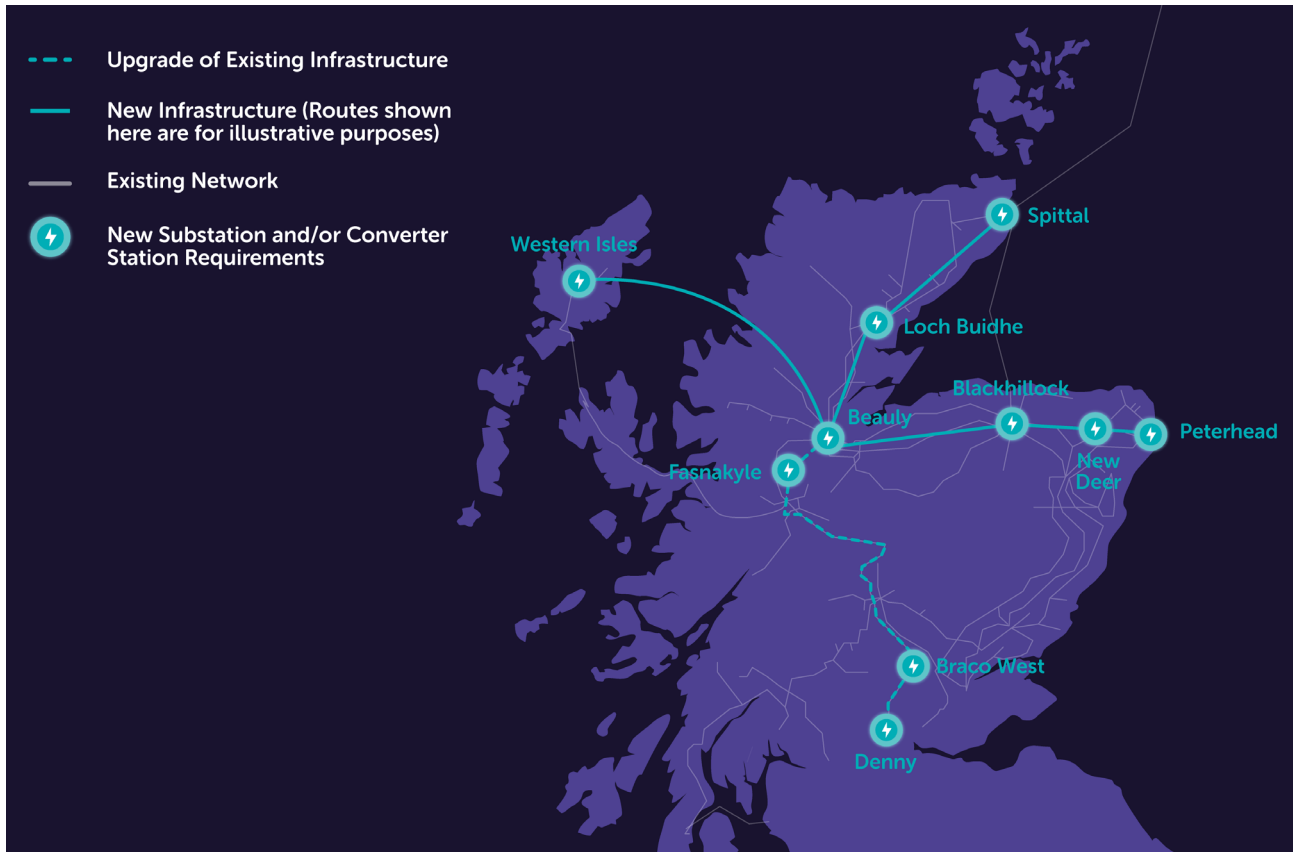 Upgrade of Existing Infrastructure
New Infrastructure (Routes shown
here are for illustrative purposes)
Existing Network
New Substation and/or Converter
Station Requirements
Western Isles
Spittal
Loch Buidhe
Blackhillock
Beauly
Peterhead
New
Deer
Fasnakyle
Braco West
Denny